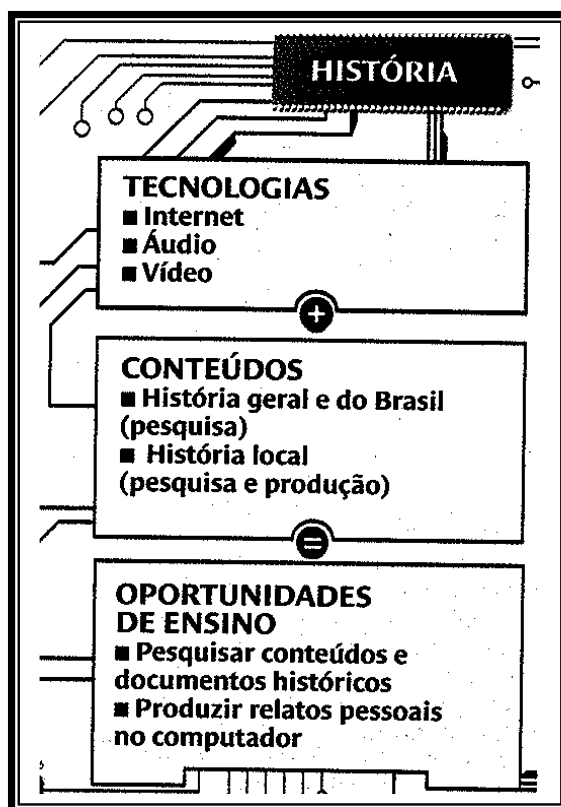 HISTÓRIA
TECNOLOGIAS
■ Internet
■ Áudio
■ Vídeo
+
CONTEÚDOS
■ História geral e do Brasil
(pesquisa)
■ História local
(pesquisa e produção)
=
OPORTUNIDADES
DE ENSINO
■ Pesquisar conteúdos e
documentos históricos
■ Produzir relatos pessoais
no computador